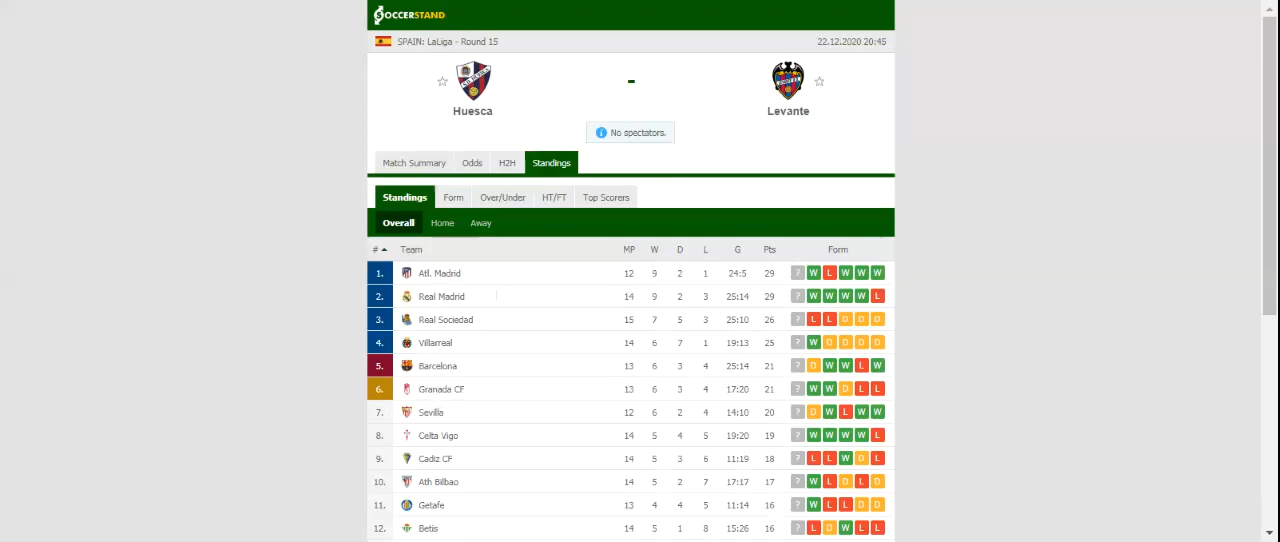 SOCCERSTAND
SPAIN: LaLiga - Round 15 22.12.2020 20:45
Huesca - Levante
No spectators.
Match Summary Odds H2H Standings
Standings Form Over/Under HT/FT Top Scorers
Overall Home Away
# Team MP W D L G Pts Form
1. Atl. Madrid 12 9 2 1 24:5 29 ? W L W W W
2. Real Madrid 14 9 2 3 25:14 29 ? W W W W L
3. Real Sociedad 15 7 5 3 25:10 26 ? L L D D D
4. Villarreal 14 6 7 1 19:13 25 ? W D D D D
5. Barcelona 13 6 3 4 25:14 21 ? D W W L W
6. Granada CF 13 6 3 4 17:20 21 ? W W D L L
7. Sevilla 12 6 2 4 14:10 20 ? D W L W W
8. Celta Vigo 14 5 4 5 19:20 19 ? W W W W L
9. Cadiz CF 14 5 3 6 11:19 18 ? L L W D L
10. Ath Bilbao 14 5 2 7 17:17 17 ? W L D L D
11. Getafe 13 4 4 5 11:14 16 ? W L L D D
12. Betis 14 5 1 8 15:26 16 ? L D W L L